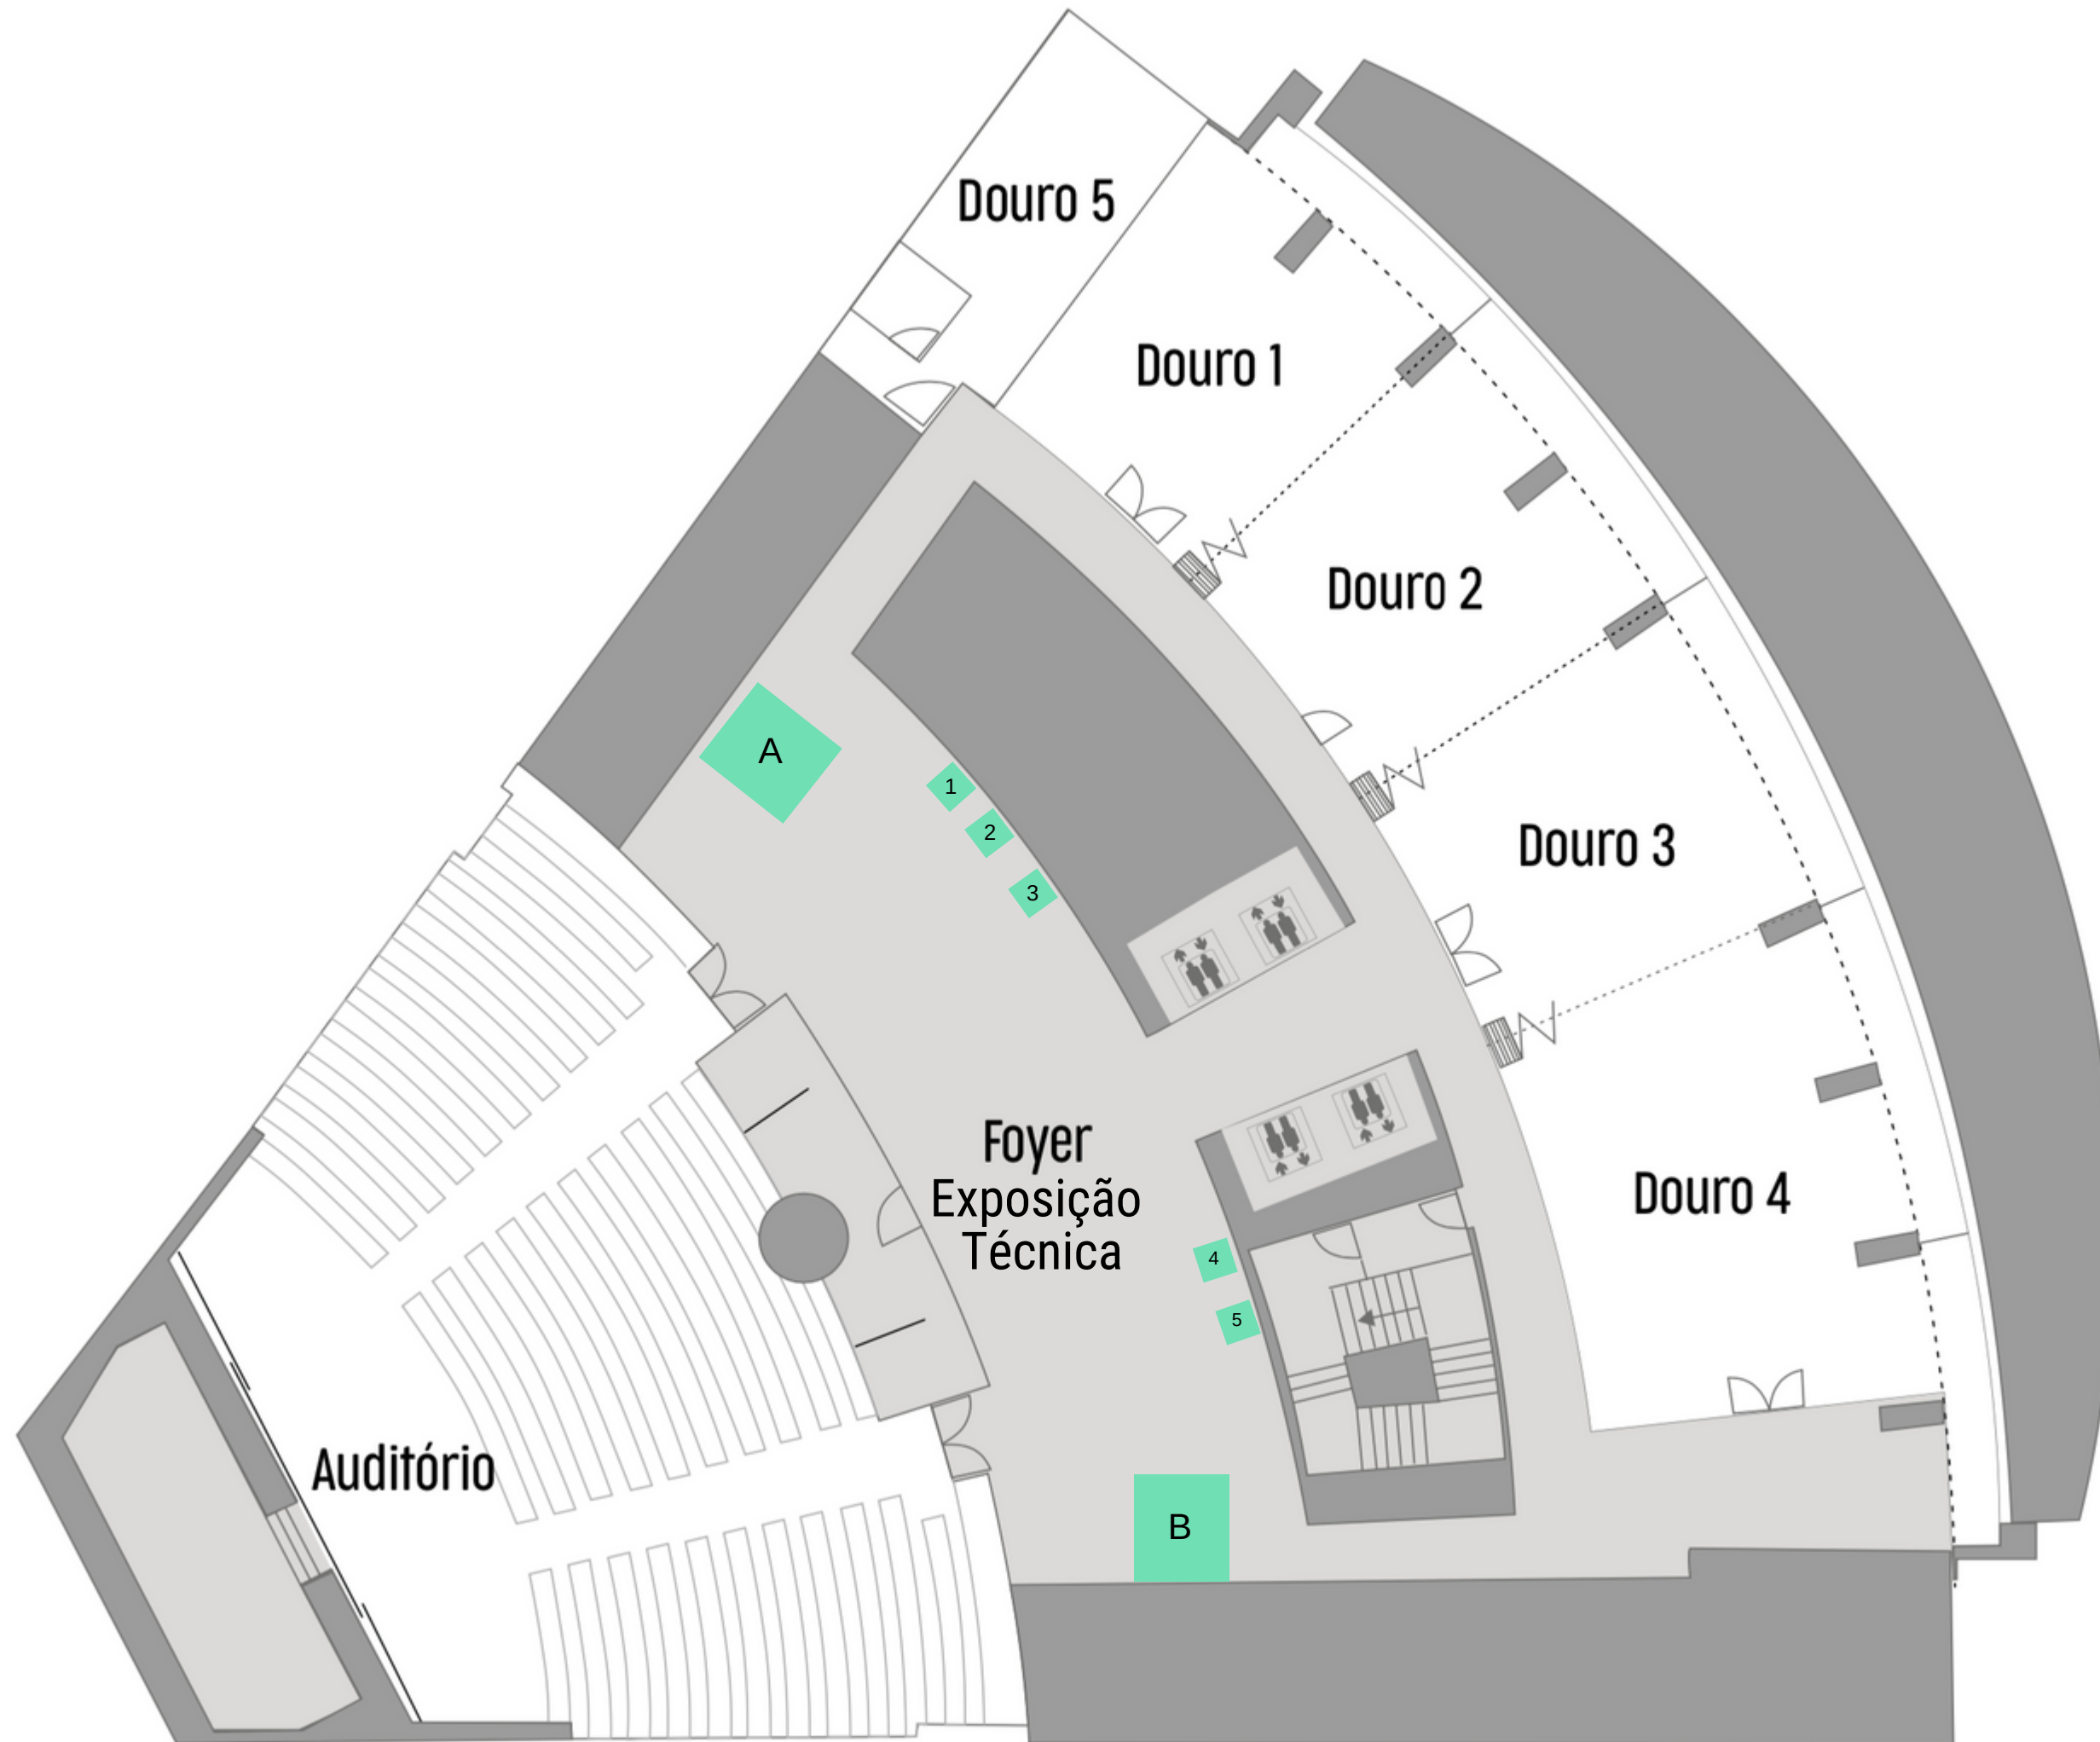 Douro 5
Douro 1
Douro 2
A
1
2
3
Douro 3
Foyer
Exposição
Técnica
Douro 4
4
5
Auditório
B